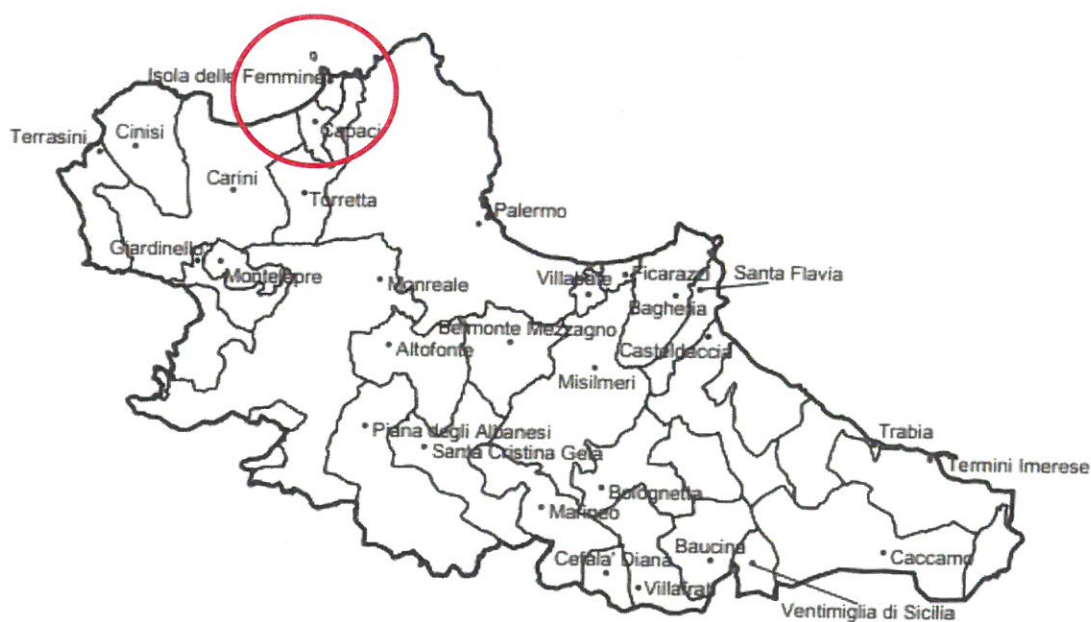 Isola delle Femmine
Capaci
Terrasini
Cinisi
Carini
Torretta
Palermo
Giardinello
Montelepre
Monreale
Villabate
Ficarazzi
Santa Flavia
Bagheria
Belmonte Mezzagno
Altofonte
Casteldaccia
Misilmeri
Piana degli Albanesi
Santa Cristina Gela
Trabia
Termini Imerese
Bolognetta
Marineo
Cefala' Diana
Baucina
Caccamo
Villafrati
Ventimiglia di Sicilia